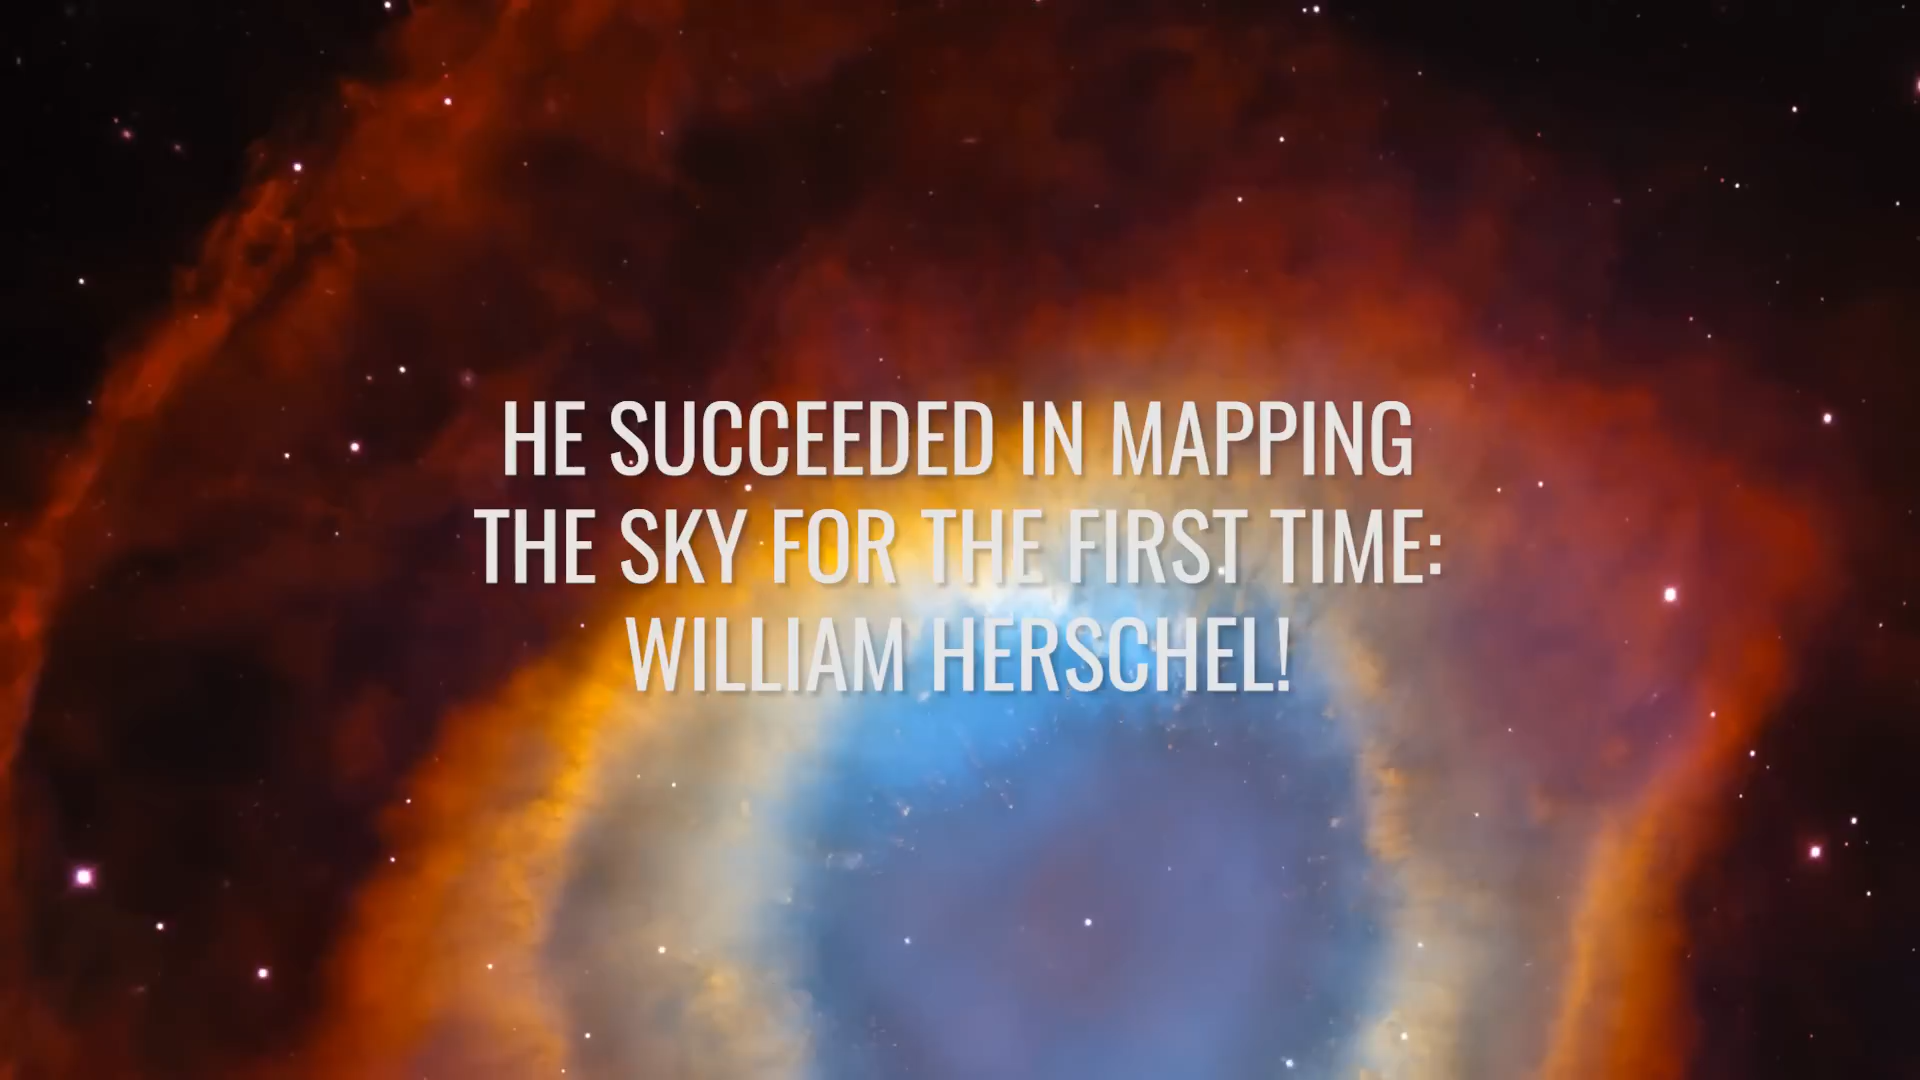 HE SUCCEEDED IN MAPPING
THE SKY FOR THE FIRST TIME:
WILLIAM HERSCHEL!